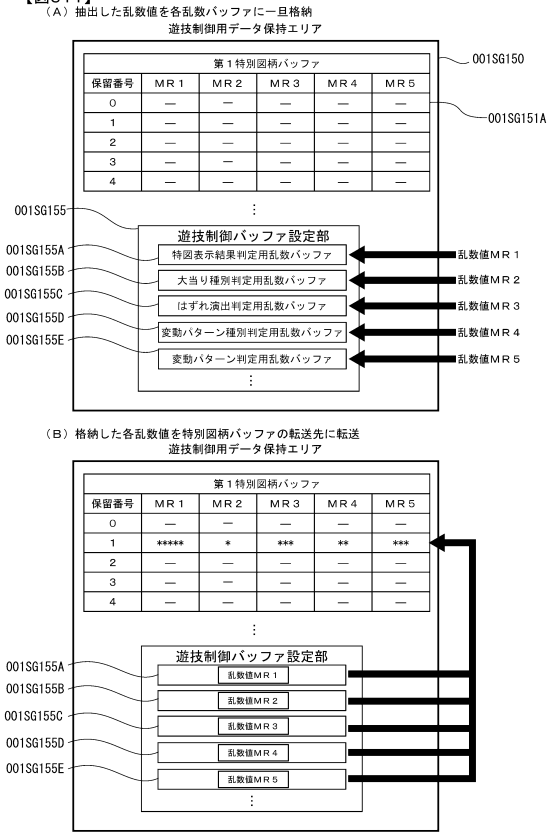 （A）抽出した乱数値を各乱数バッファに一旦格納
遊技制御用データ保持エリア
001SG150
第１特別図柄バッファ
保留番号 ＭＲ１ ＭＲ２ ＭＲ３ ＭＲ４ ＭＲ５
0 — — — — —
001SG151A
1 — — — — —
2 — — — — —
3 — — — — —
4 — — — — —
⋮
001SG155
遊技制御バッファ設定部
001SG155A 特図表示結果判定用乱数バッファ 乱数値ＭＲ１
001SG155B 大当り種別判定用乱数バッファ 乱数値ＭＲ２
001SG155C はずれ演出判定用乱数バッファ 乱数値ＭＲ３
001SG155D 変動パターン種別判定用乱数バッファ 乱数値ＭＲ４
001SG155E 変動パターン判定用乱数バッファ 乱数値ＭＲ５
⋮
（B）格納した各乱数値を特別図柄バッファの転送先に転送
遊技制御用データ保持エリア
第１特別図柄バッファ
保留番号 ＭＲ１ ＭＲ２ ＭＲ３ ＭＲ４ ＭＲ５
0 — — — — —
1 ***** * *** ** ***
2 — — — — —
3 — — — — —
4 — — — — —
⋮
遊技制御バッファ設定部
001SG155A 乱数値ＭＲ１
001SG155B 乱数値ＭＲ２
001SG155C 乱数値ＭＲ３
001SG155D 乱数値ＭＲ４
001SG155E 乱数値ＭＲ５
⋮